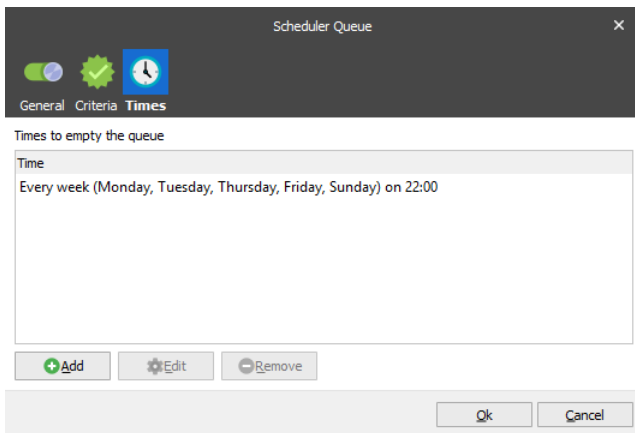 Scheduler Queue
General Criteria Times
Times to empty the queue
Time
Every week (Monday, Tuesday, Thursday, Friday, Sunday) on 22:00
Add Edit Remove
Ok Cancel